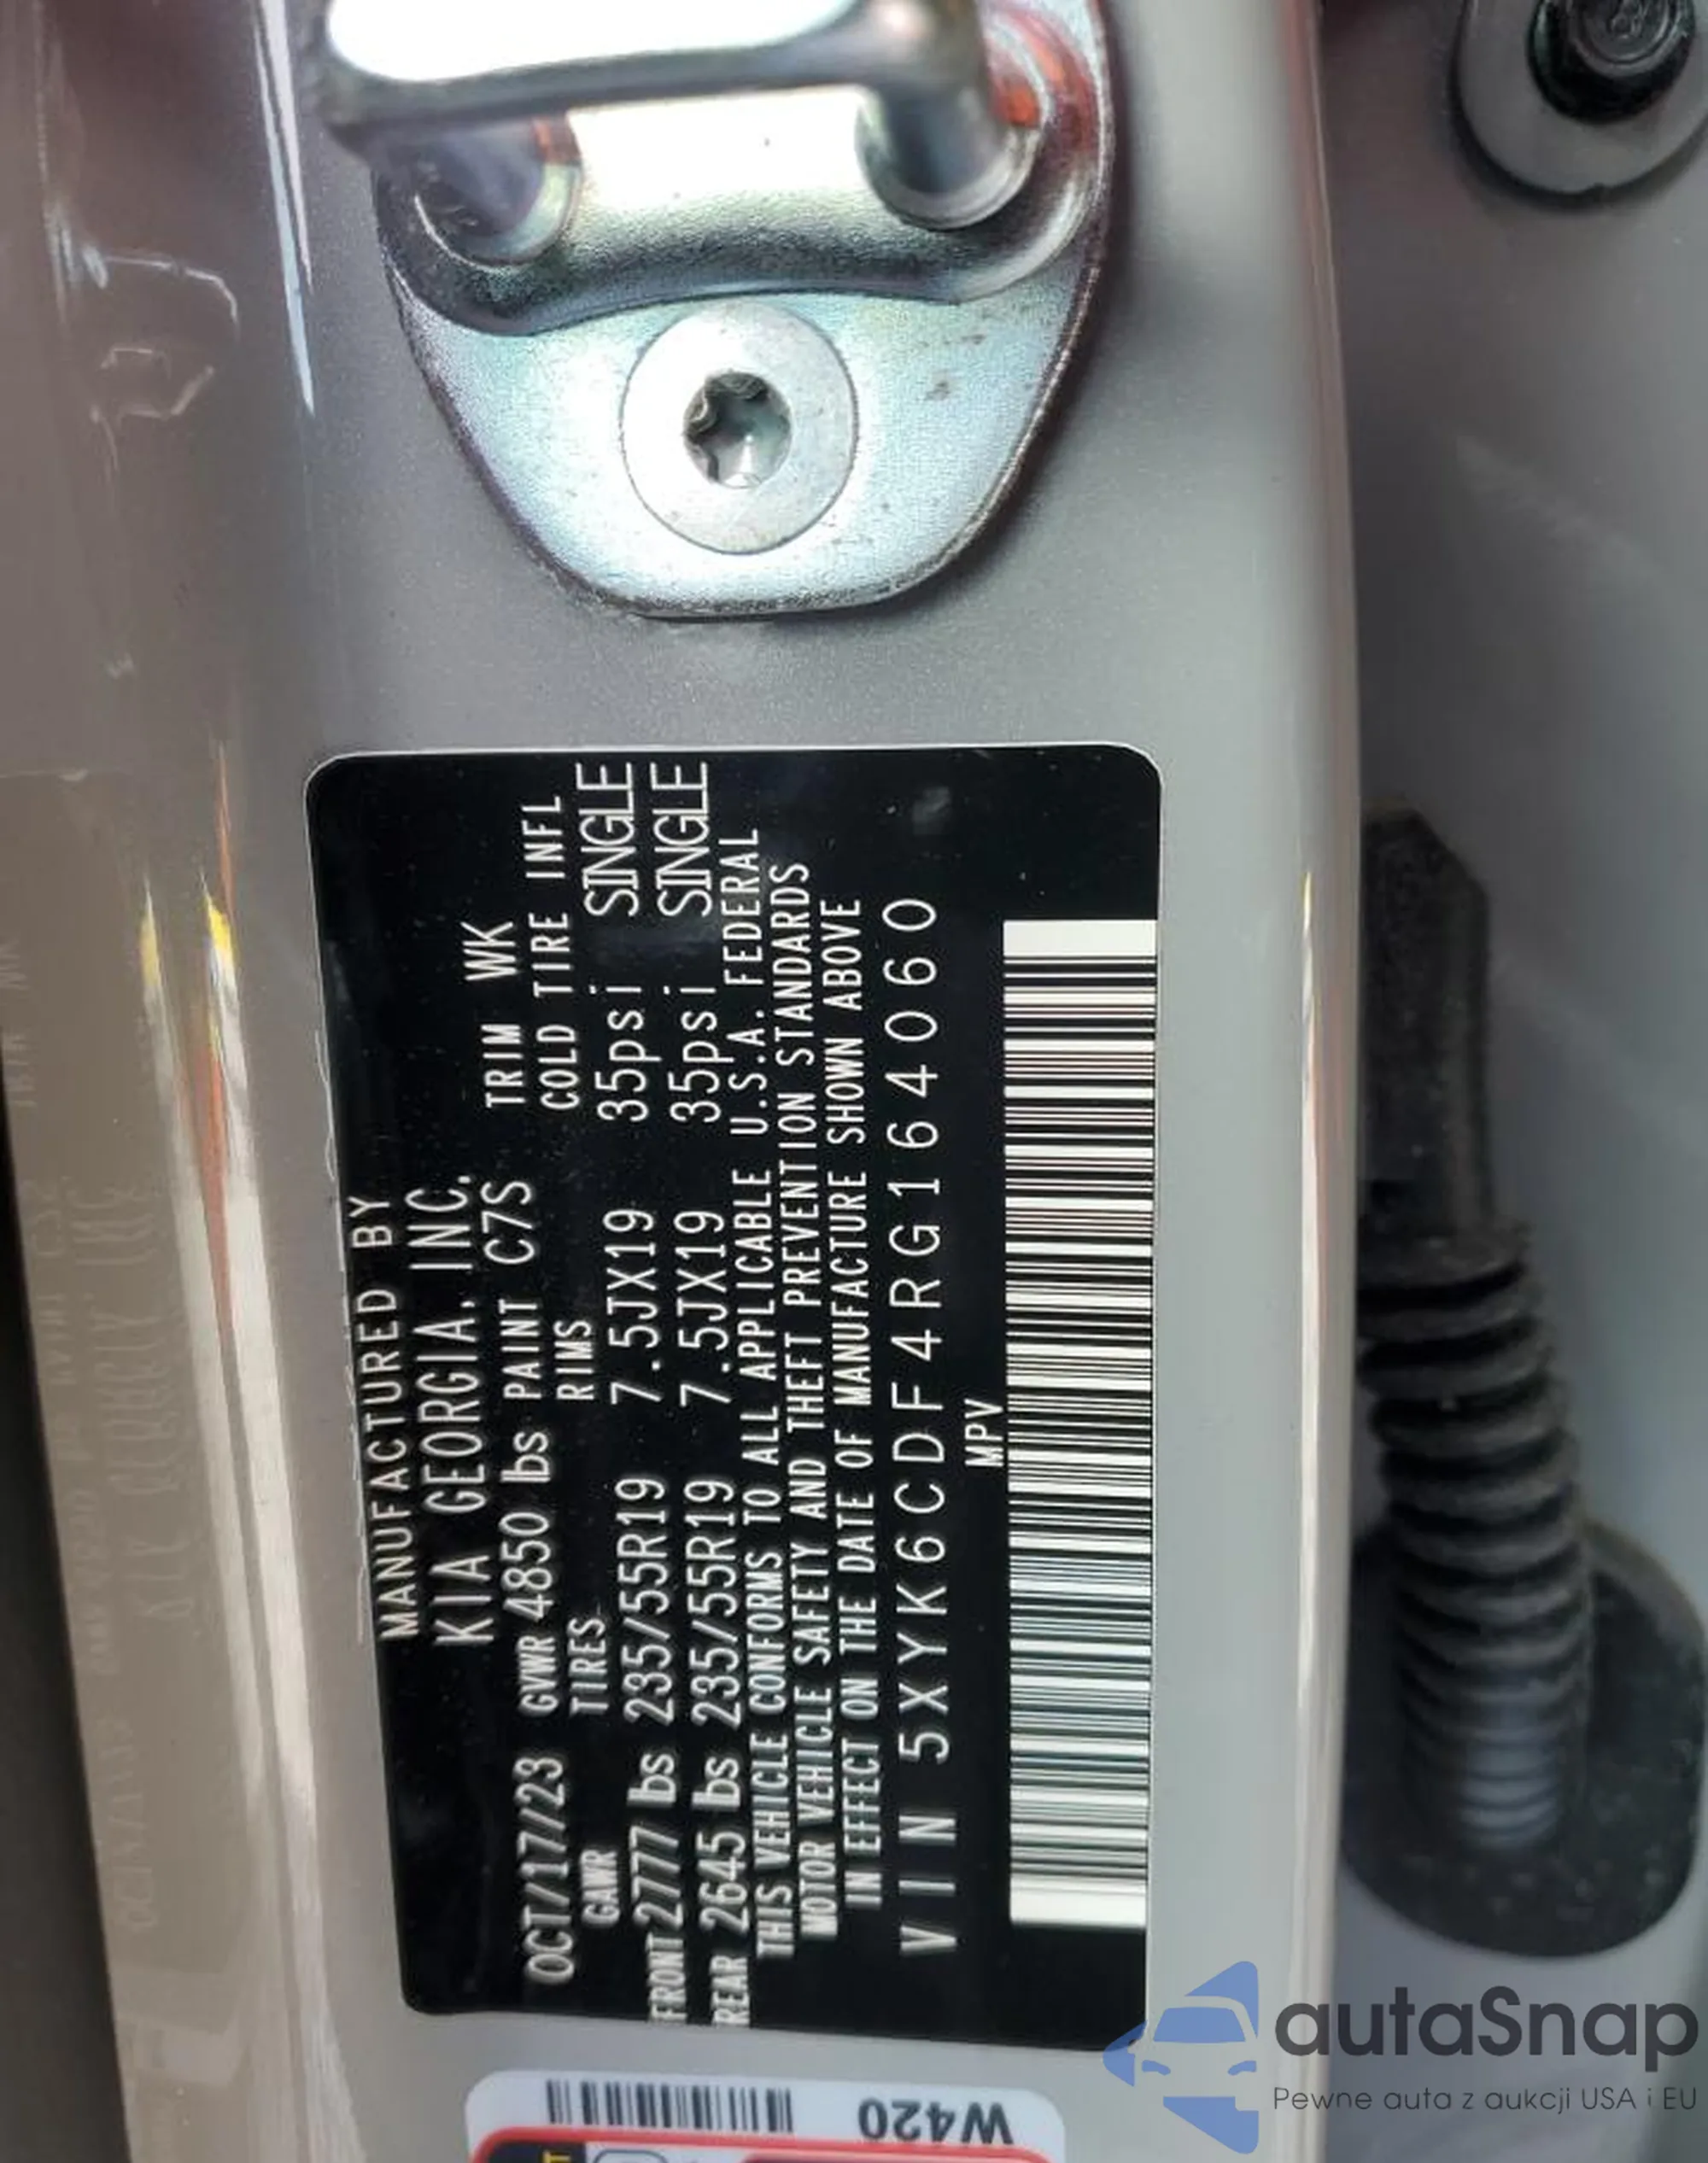 MANUFACTURED BY
KIA GEORGIA, INC.
OCT/17/23 GVWR 4850 lbs PAINT C7S TRIM WK
GAWR TIRES RIMS COLD TIRE INFL
FRONT 2777 lbs 235/55R19 7.5JX19 35psi SINGLE
REAR 2645 lbs 235/55R19 7.5JX19 35psi SINGLE
THIS VEHICLE CONFORMS TO ALL APPLICABLE U.S.A. FEDERAL
MOTOR VEHICLE SAFETY AND THEFT PREVENTION STANDARDS
IN EFFECT ON THE DATE OF MANUFACTURE SHOWN ABOVE
VIN 5XYK6CDF4RG164060
MPV
W420
autaSnap
Pewne auta z aukcji USA i EU